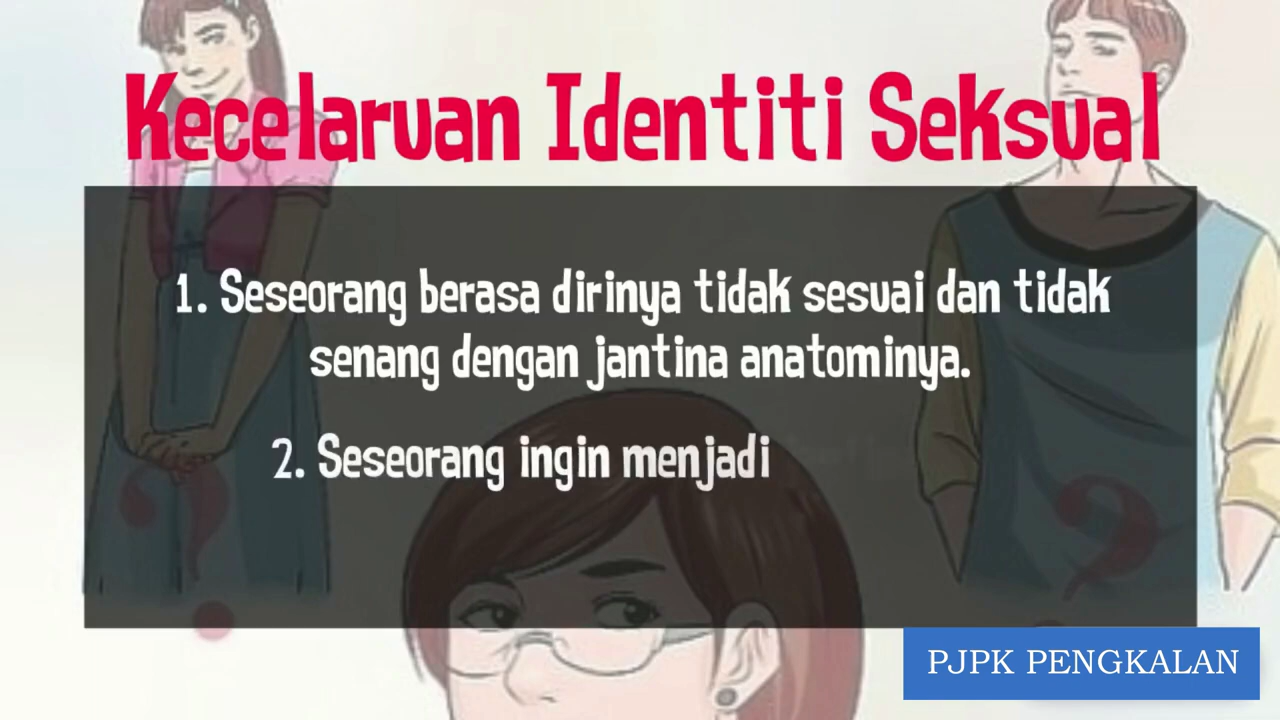 Kecelaruan Identiti Seksual
1. Seseorang berasa dirinya tidak sesuai dan tidak
senang dengan jantina anatominya.
2. Seseorang ingin menjadi
PJPK PENGKALAN